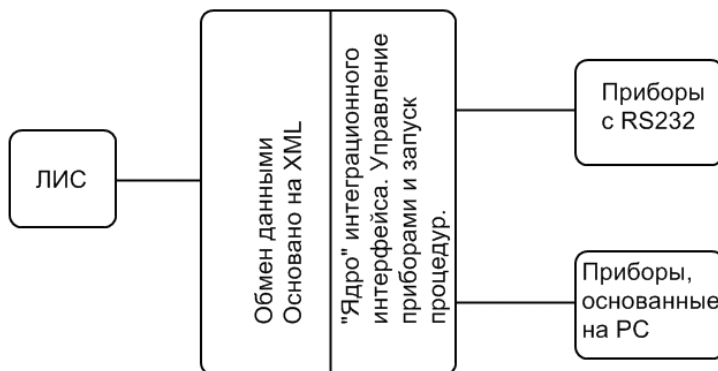 ЛИС
Обмен данными
Основано на XML
"Ядро" интеграционного
интерфейса. Управление
приборами и запуск
процедур.
Приборы
с RS232
Приборы,
основанные
на PC